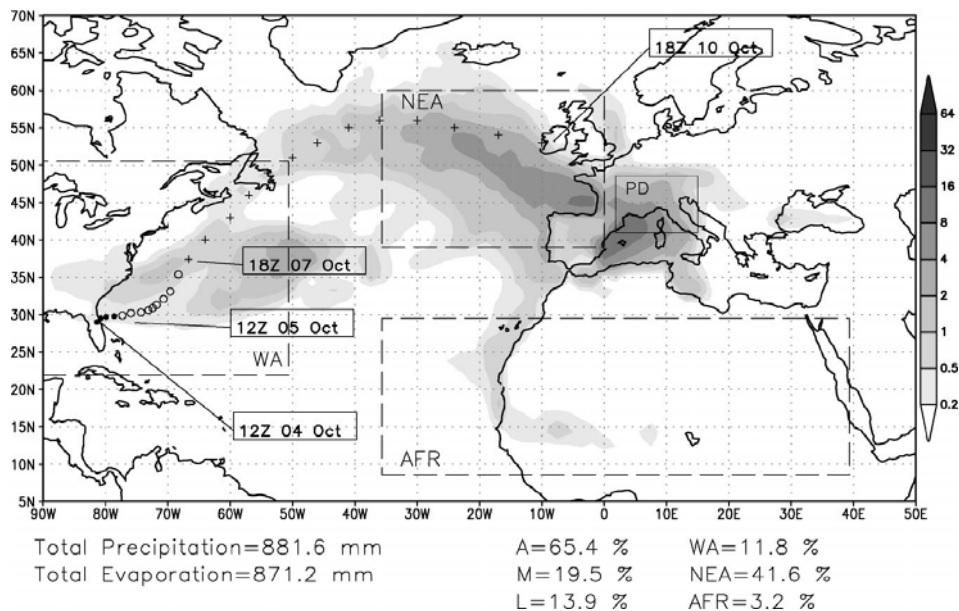 70N
65N
60N
55N
50N
45N
40N
35N
30N
25N
20N
15N
10N
5N
90W 80W 70W 60W 50W 40W 30W 20W 10W 0 10E 20E 30E 40E 50E
18Z 10 Oct
NEA
PD
18Z 07 Oct
12Z 05 Oct
WA
12Z 04 Oct
AFR
64
32
16
8
4
2
1
0.5
0.2
Total Precipitation=881.6 mm
Total Evaporation=871.2 mm
A=65.4 %
M=19.5 %
L=13.9 %
WA=11.8 %
NEA=41.6 %
AFR=3.2 %